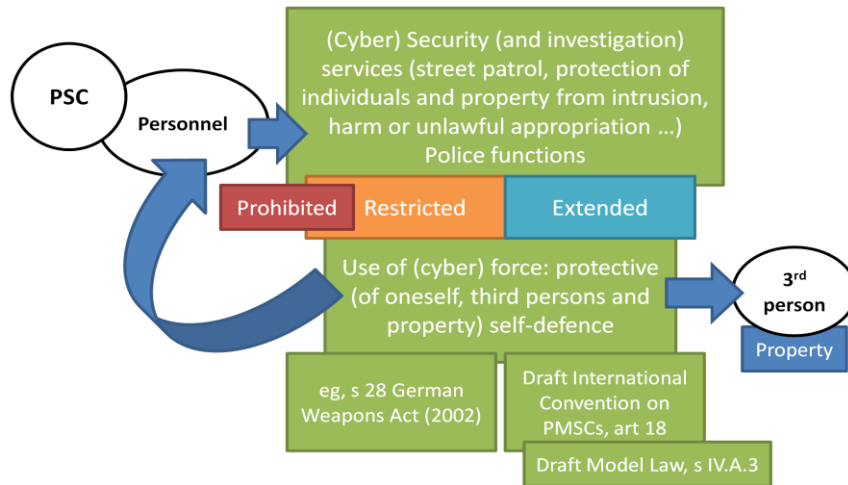 (Cyber) Security (and investigation)
services (street patrol, protection of
individuals and property from intrusion,
harm or unlawful appropriation …)
Police functions
PSC
Personnel
Prohibited
Restricted
Extended
Use of (cyber) force: protective
(of oneself, third persons and
property) self-defence
3rd
person
Property
eg, s 28 German
Weapons Act (2002)
Draft International
Convention on
PMSCs, art 18
Draft Model Law, s IV.A.3